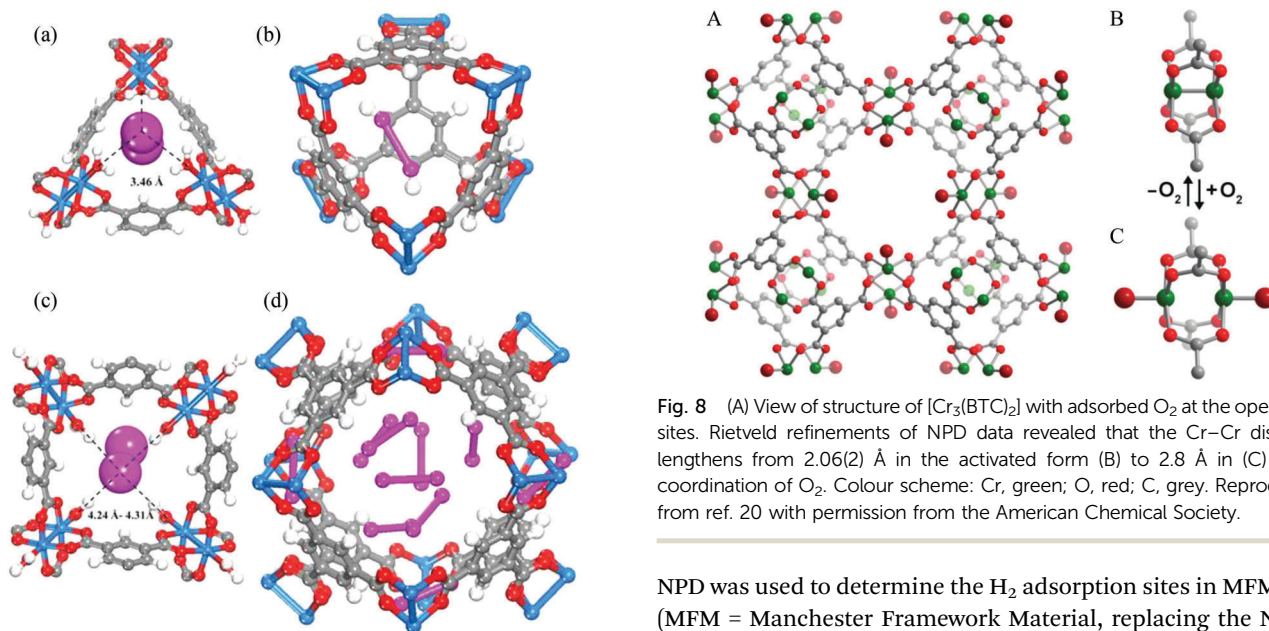 (a)
(b)
3.46 Å
(c)
(d)
4.24 Å- 4.31Å
A
B
−O₂ +O₂
C
Fig. 8 (A) View of structure of [Cr₃(BTC)₂] with adsorbed O₂ at the
sites. Rietveld refinements of NPD data revealed that the Cr–Cr
lengthens from 2.06(2) Å in the activated form (B) to 2.8 Å in (C)
coordination of O₂. Colour scheme: Cr, green; O, red; C, grey.
from ref. 20 with permission from the American Chemical Society.
NPD was used to determine the H₂ adsorption sites in MFM
(MFM = Manchester Framework Material, replacing the N